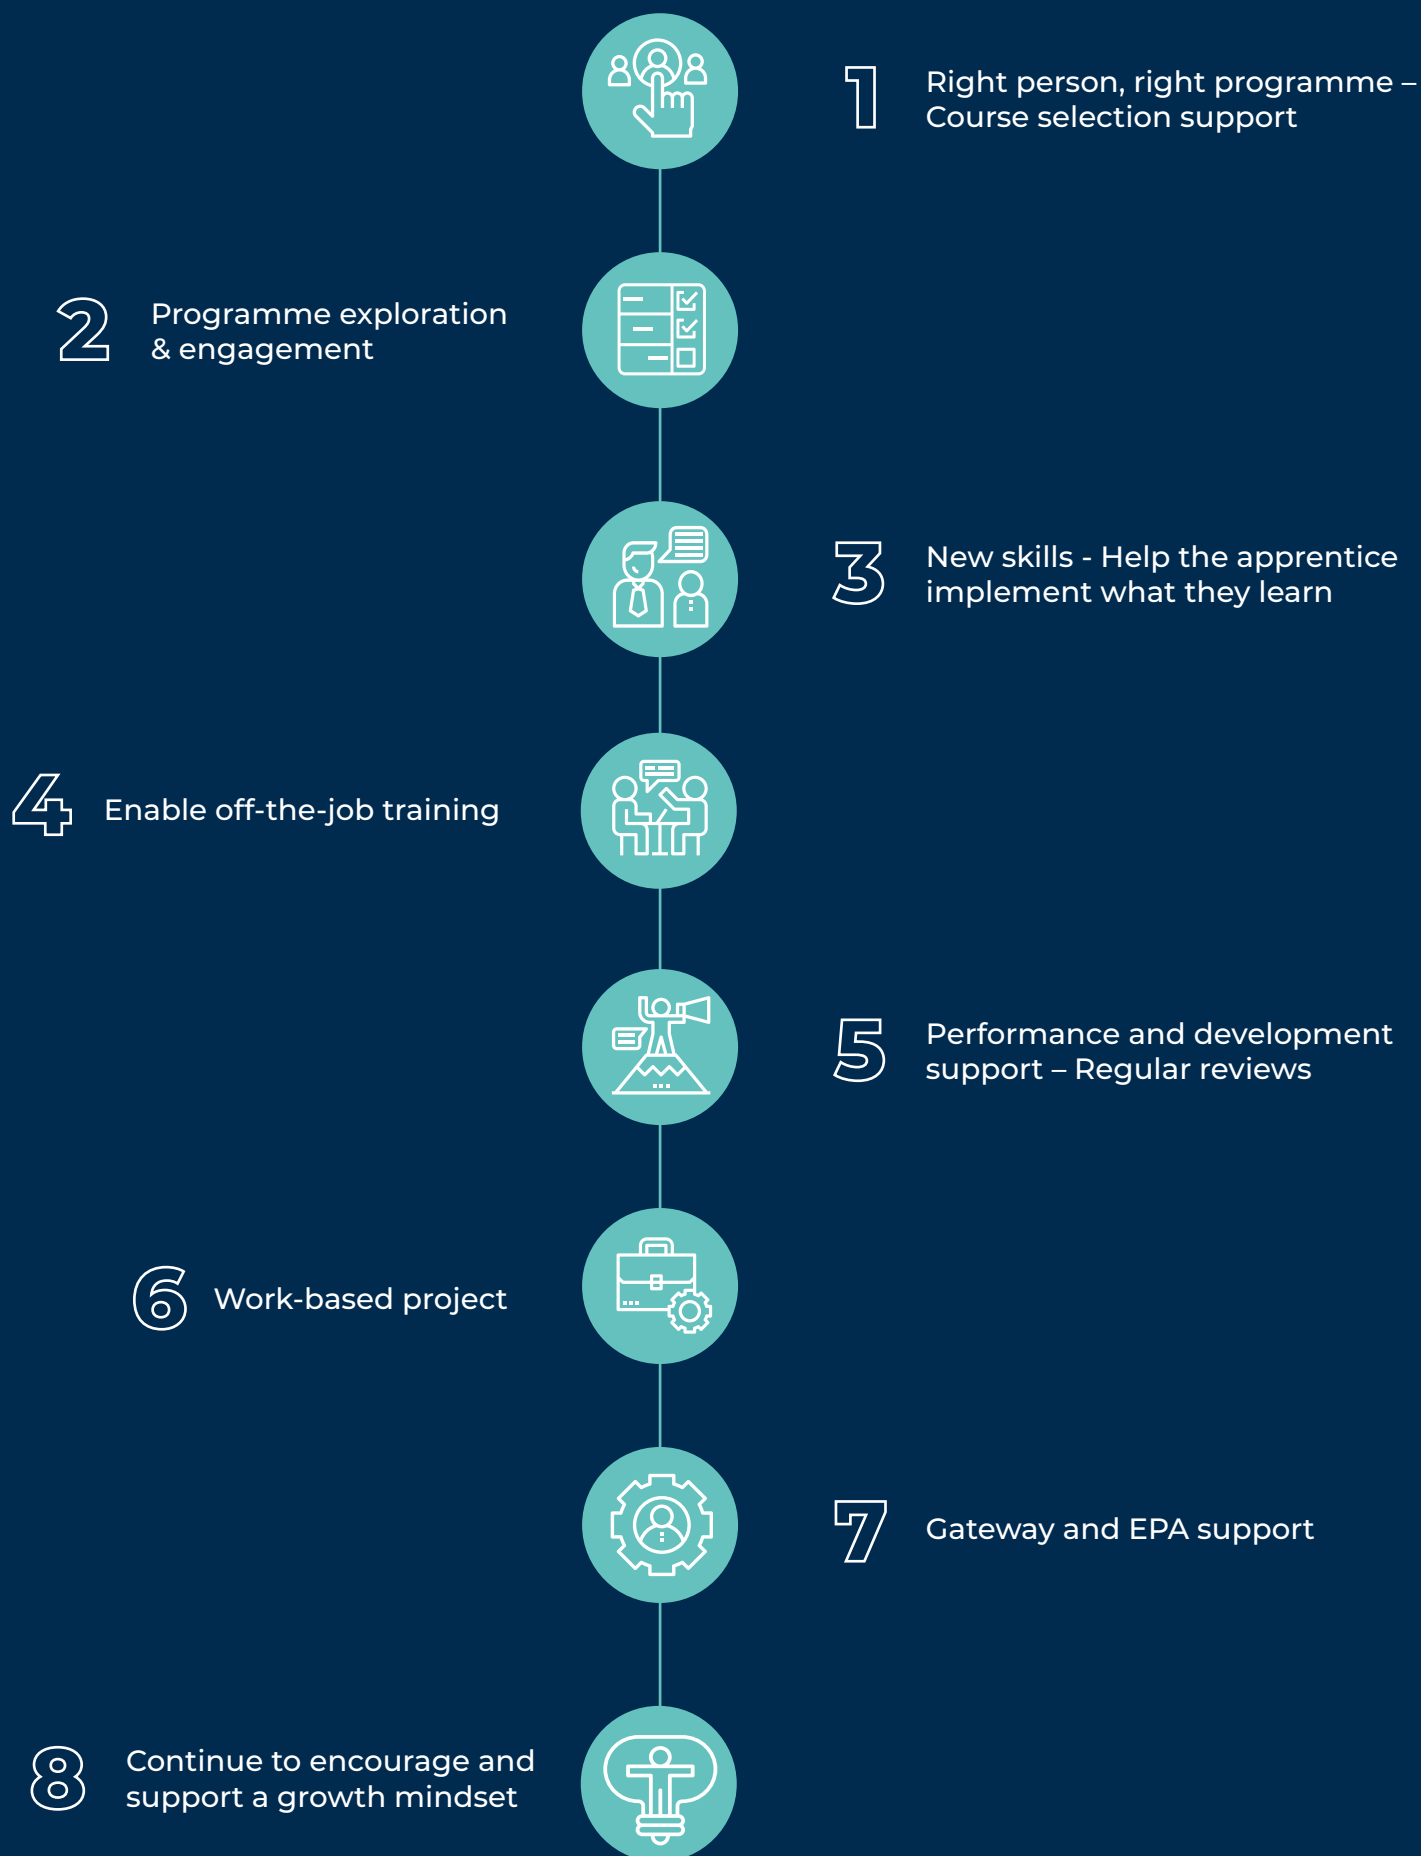 1
Right person, right programme –
Course selection support
2
Programme exploration
& engagement
3
New skills - Help the apprentice
implement what they learn
4
Enable off-the-job training
5
Performance and development
support – Regular reviews
6
Work-based project
7
Gateway and EPA support
8
Continue to encourage and
support a growth mindset